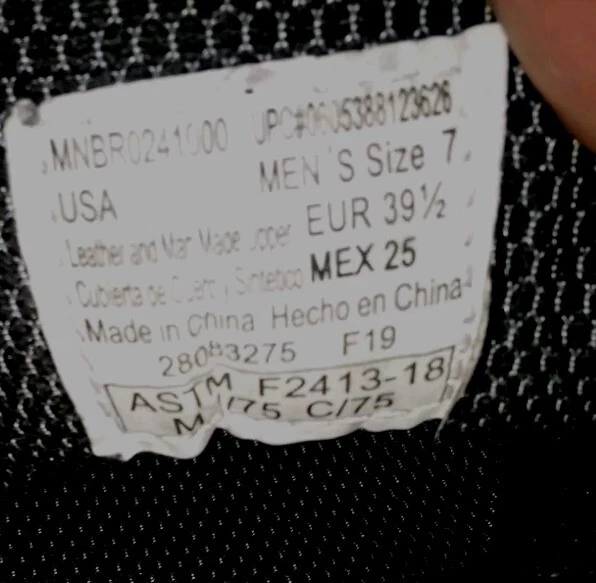 MNBR0241000 UPC#0605388123626
USA MEN'S Size 7
Leather and Man Made Upper EUR 39½
Cubierta de Cuero y Sintetico MEX 25
Made in China Hecho en China
28083275 F19
ASTM F2413-18
M I/75 C/75